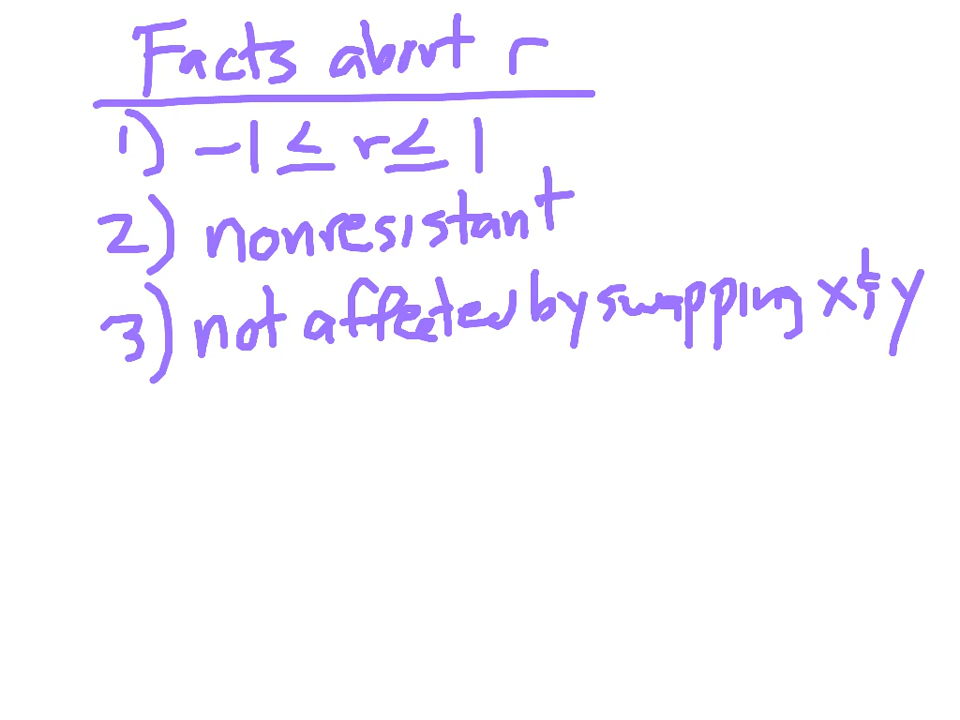 Facts about r
1) -1 ≤ r ≤ 1
2) nonresistant
3) not affected by swapping x & y